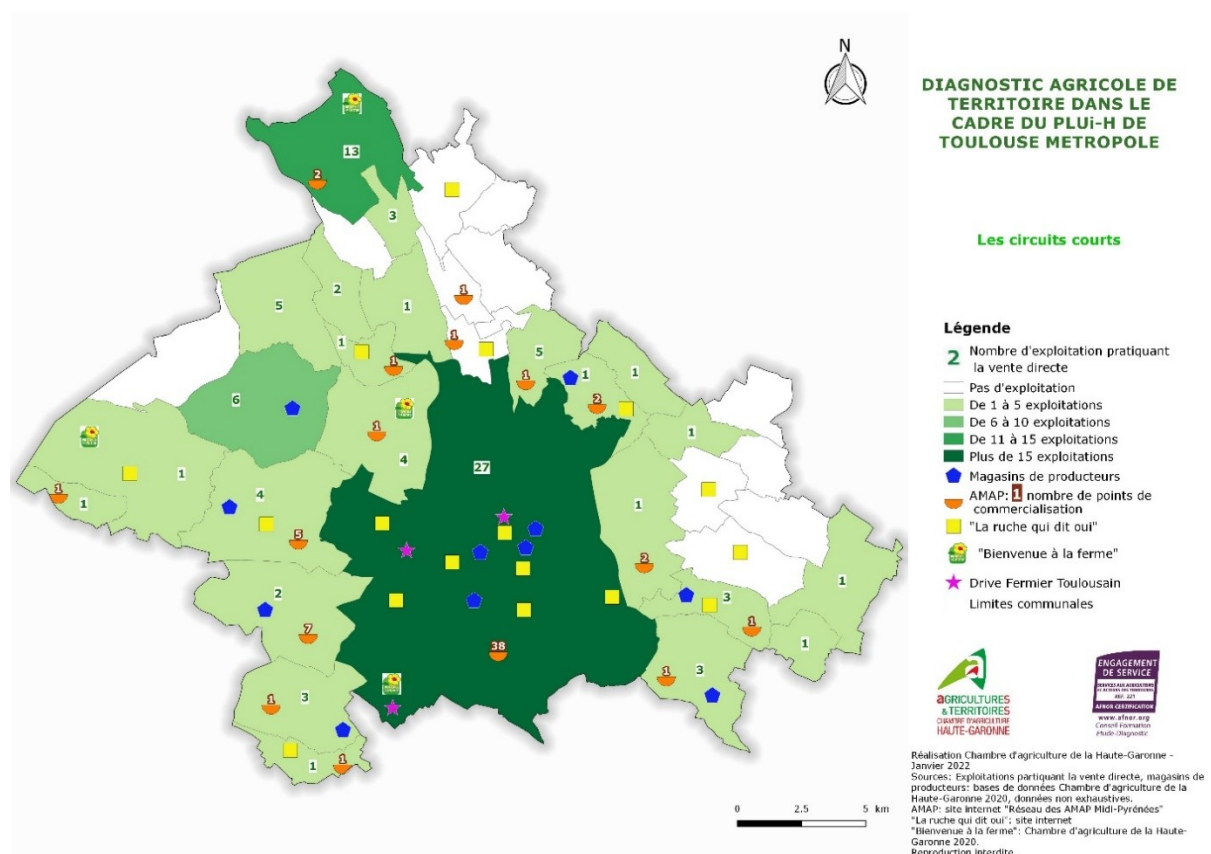 N
DIAGNOSTIC AGRICOLE DE
TERRITOIRE DANS LE
CADRE DU PLUi-H DE
TOULOUSE METROPOLE
Les circuits courts
13
2
3
5
2
1
1
1
1
1
6
1
4
5
1
1
1
2
1
1
27
1
1
1
4
5
1
2
3
1
1
1
2
7
38
1
3
3
1
1
1
0 2.5 5 km
Légende
2 Nombre d'exploitation pratiquant
la vente directe
Pas d'exploitation
De 1 à 5 exploitations
De 6 à 10 exploitations
De 11 à 15 exploitations
Plus de 15 exploitations
Magasins de producteurs
AMAP: 1 nombre de points de
commercialisation
"La ruche qui dit oui"
"Bienvenue à la ferme"
Drive Fermier Toulousain
Limites communales
AGRICULTURES
& TERRITOIRES
CHAMBRE D'AGRICULTURE
HAUTE-GARONNE
ENGAGEMENT
DE SERVICE
REF. 221
AFNOR CERTIFICATION
www.afnor.org
Conseil Formation
Etude-Diagnostic
Réalisation Chambre d'agriculture de la Haute-Garonne -
Janvier 2022
Sources: Exploitations partiquant la vente directe, magasins de
producteurs: bases de données Chambre d'agriculture de la
Haute-Garonne 2020, données non exhaustives.
AMAP: site internet "Réseau des AMAP Midi-Pyrénées"
"La ruche qui dit oui": site internet
"Bienvenue à la ferme": Chambre d'agriculture de la Haute-
Garonne 2020.
Reproduction interdite